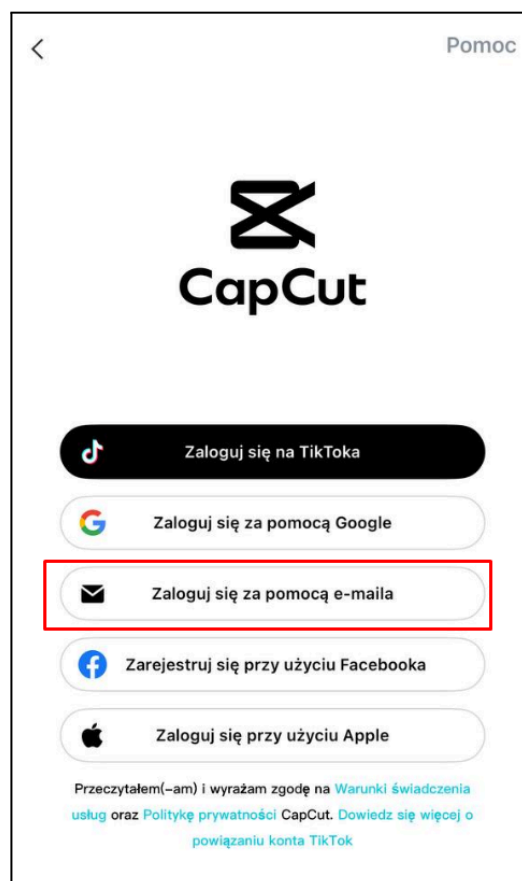 Pomoc
CapCut
Zaloguj się na TikToka
Zaloguj się za pomocą Google
Zaloguj się za pomocą e-maila
Zarejestruj się przy użyciu Facebooka
Zaloguj się przy użyciu Apple
Przeczytałem(-am) i wyrażam zgodę na Warunki świadczenia
usług oraz Politykę prywatności CapCut. Dowiedz się więcej o
powiązaniu konta TikTok